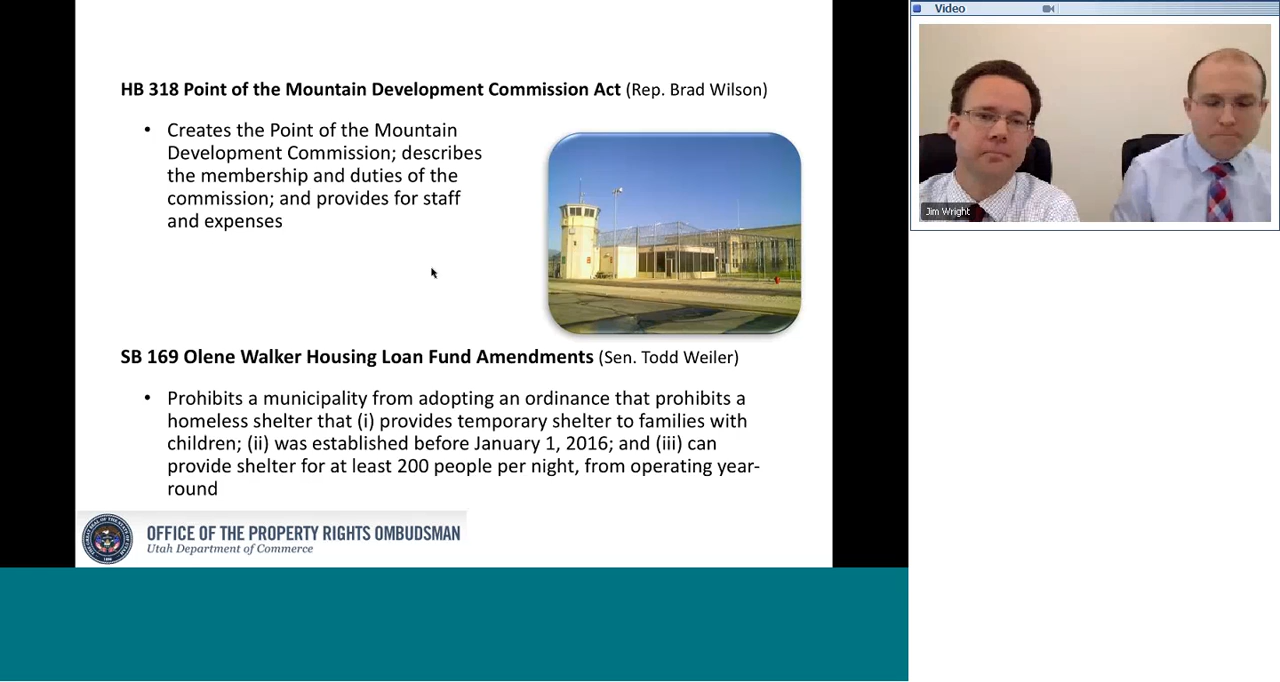 HB 318 Point of the Mountain Development Commission Act (Rep. Brad Wilson)
• Creates the Point of the Mountain
Development Commission; describes
the membership and duties of the
commission; and provides for staff
and expenses
SB 169 Olene Walker Housing Loan Fund Amendments (Sen. Todd Weiler)
• Prohibits a municipality from adopting an ordinance that prohibits a
homeless shelter that (i) provides temporary shelter to families with
children; (ii) was established before January 1, 2016; and (iii) can
provide shelter for at least 200 people per night, from operating year-
round
OFFICE OF THE PROPERTY RIGHTS OMBUDSMAN
Utah Department of Commerce
Video
Jim Wright